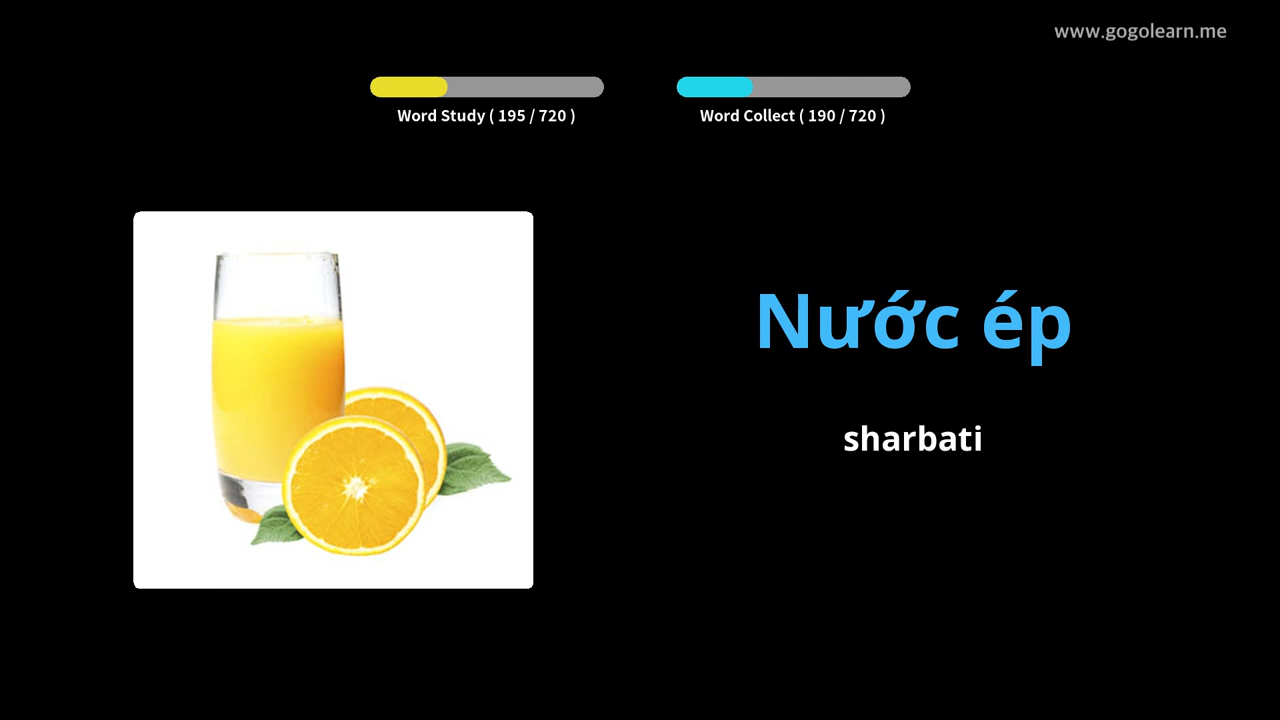 www.gogolearn.me
Word Study ( 195 / 720 )
Word Collect ( 190 / 720 )
Nước ép
sharbati